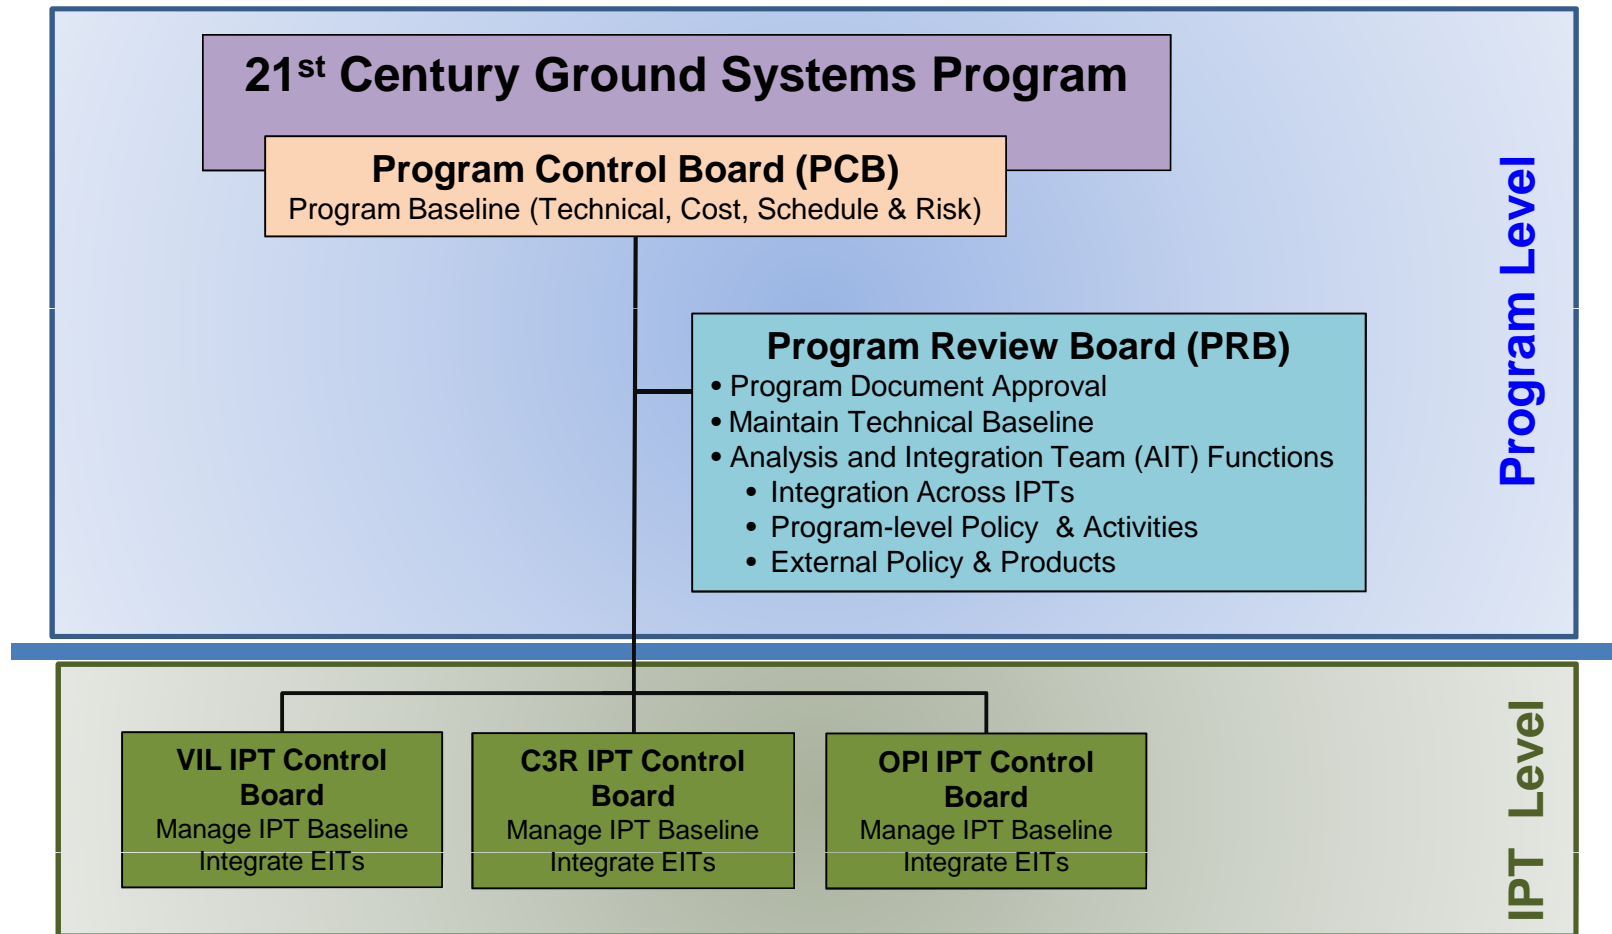 21st Century Ground Systems Program
Program Control Board (PCB)
Program Baseline (Technical, Cost, Schedule & Risk)
Program Review Board (PRB)
• Program Document Approval
• Maintain Technical Baseline
• Analysis and Integration Team (AIT) Functions
• Integration Across IPTs
• Program-level Policy & Activities
• External Policy & Products
Program Level
VIL IPT Control
Board
Manage IPT Baseline
Integrate EITs
C3R IPT Control
Board
Manage IPT Baseline
Integrate EITs
OPI IPT Control
Board
Manage IPT Baseline
Integrate EITs
IPT Level